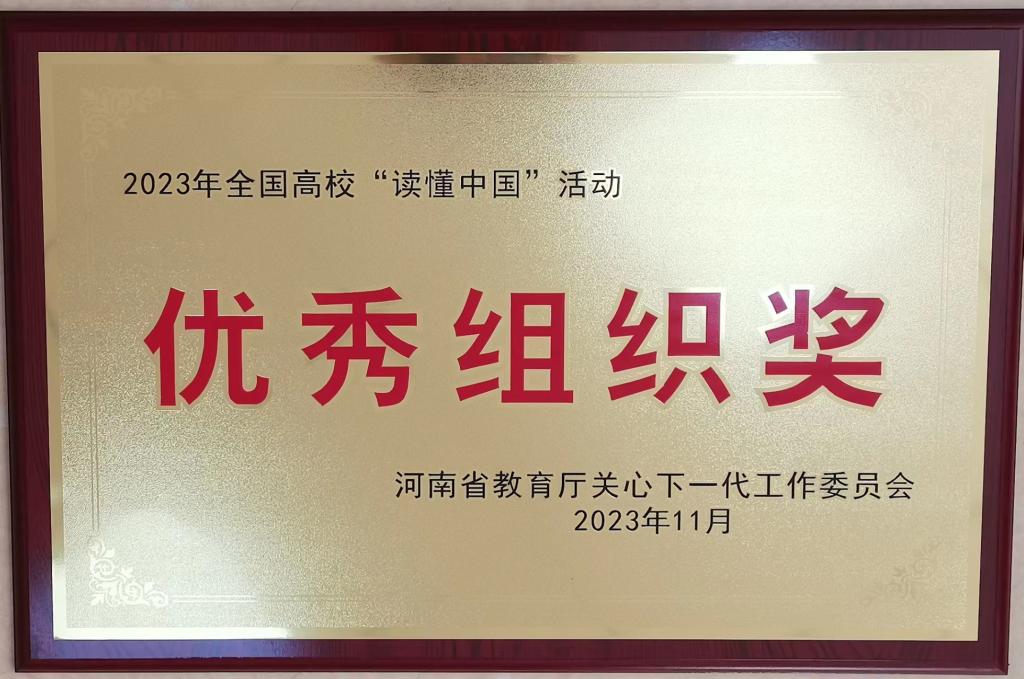 2023年全国高校“读懂中国”活动
优秀组织奖
河南省教育厅关心下一代工作委员会
2023年11月